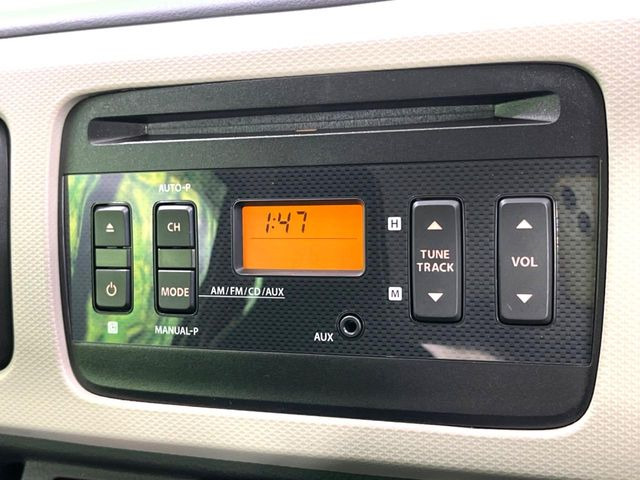 AUTO-P
CH
1:47
H
TUNE
TRACK
VOL
MODE
AM/FM/CD/AUX
M
MANUAL-P
AUX